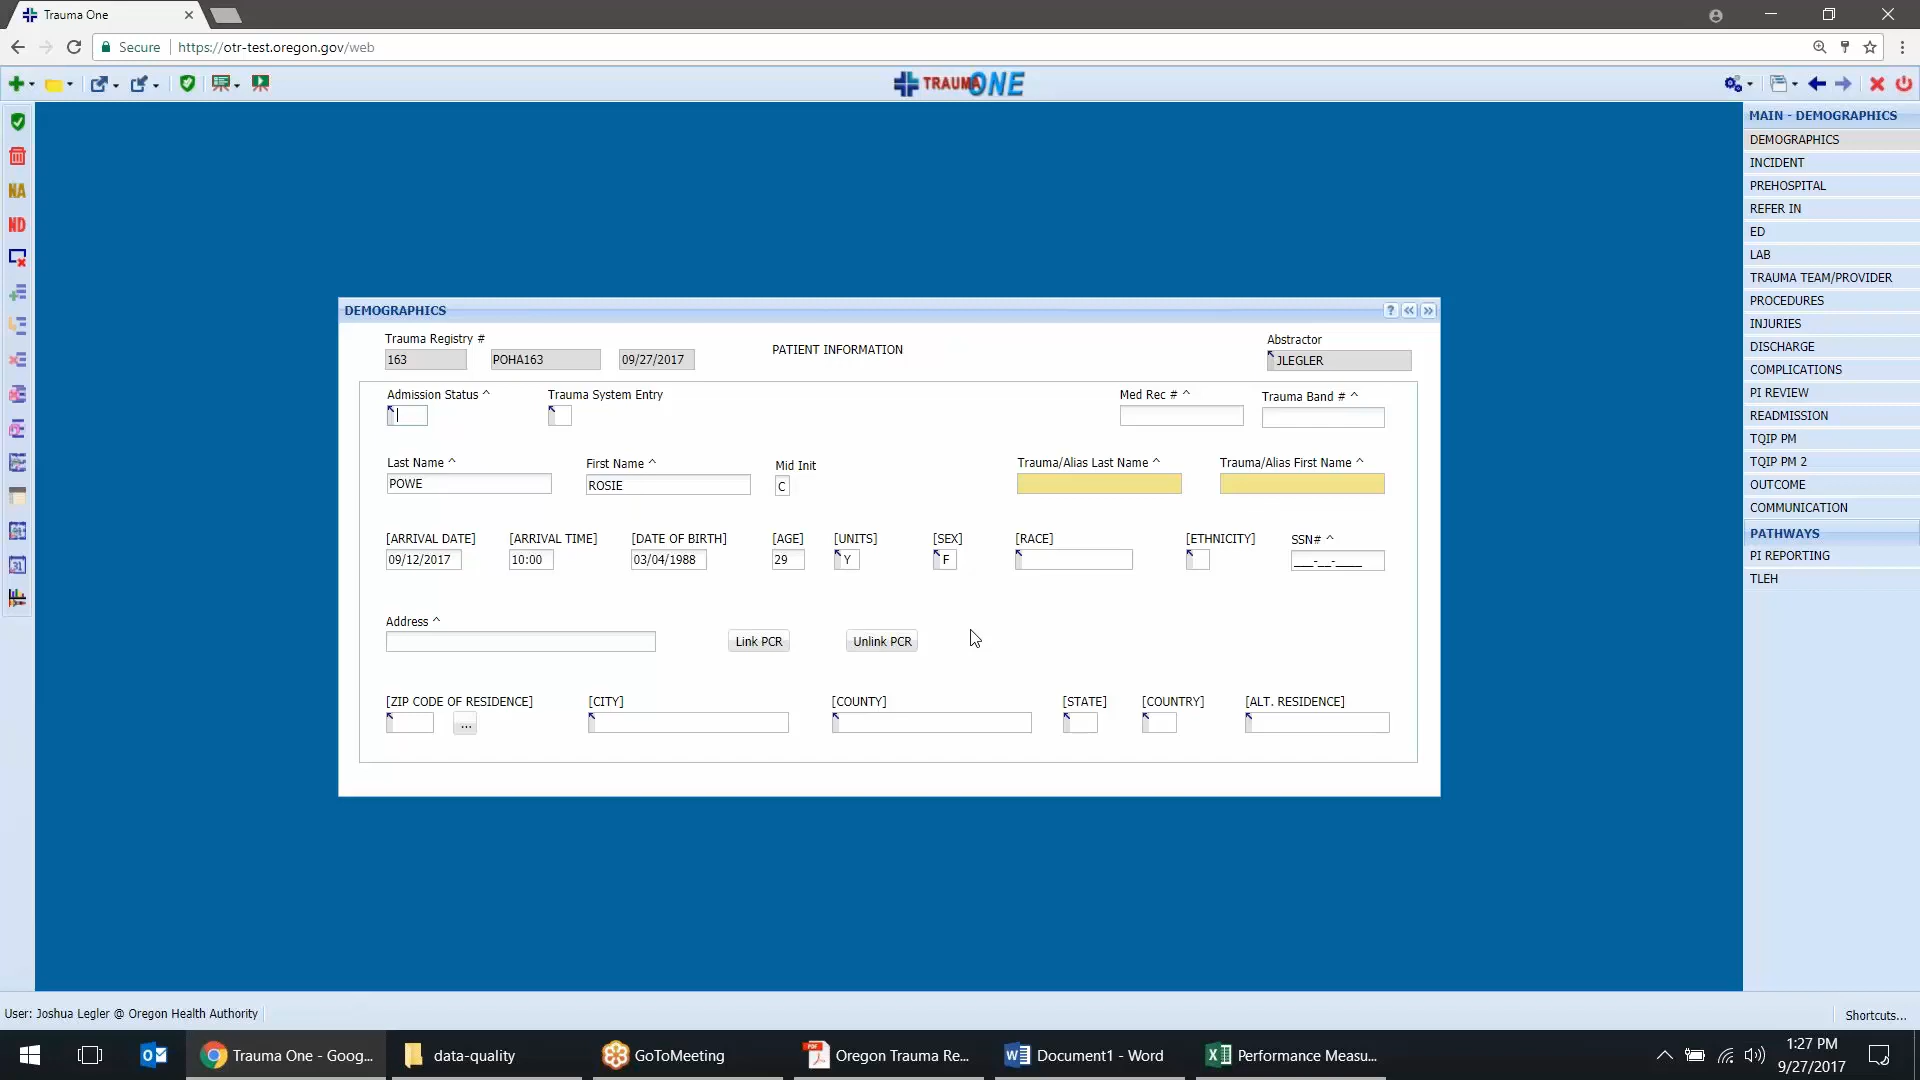 Trauma One
Secure https://otr-test.oregon.gov/web
TRAUMA ONE
NA
ND
MAIN - DEMOGRAPHICS
DEMOGRAPHICS
INCIDENT
PREHOSPITAL
REFER IN
ED
LAB
TRAUMA TEAM/PROVIDER
PROCEDURES
INJURIES
DISCHARGE
COMPLICATIONS
PI REVIEW
READMISSION
TQIP PM
TQIP PM 2
OUTCOME
COMMUNICATION
PATHWAYS
PI REPORTING
TLEH
DEMOGRAPHICS
Trauma Registry # PATIENT INFORMATION Abstractor
163 POHA163 09/27/2017 JLEGLER
Admission Status ^ Trauma System Entry Med Rec # ^ Trauma Band # ^
Last Name ^ First Name ^ Mid Init Trauma/Alias Last Name ^ Trauma/Alias First Name ^
POWE ROSIE C
[ARRIVAL DATE] [ARRIVAL TIME] [DATE OF BIRTH] [AGE] [UNITS] [SEX] [RACE] [ETHNICITY] SSN# ^
09/12/2017 10:00 03/04/1988 29 Y F ___-__-____
Address ^
Link PCR Unlink PCR
[ZIP CODE OF RESIDENCE] [CITY] [COUNTY] [STATE] [COUNTRY] [ALT. RESIDENCE]
...
User: Joshua Legler @ Oregon Health Authority Shortcuts...
Trauma One - Goog... data-quality GoToMeeting Oregon Trauma Re... Document1 - Word Performance Measu... 1:27 PM
9/27/2017